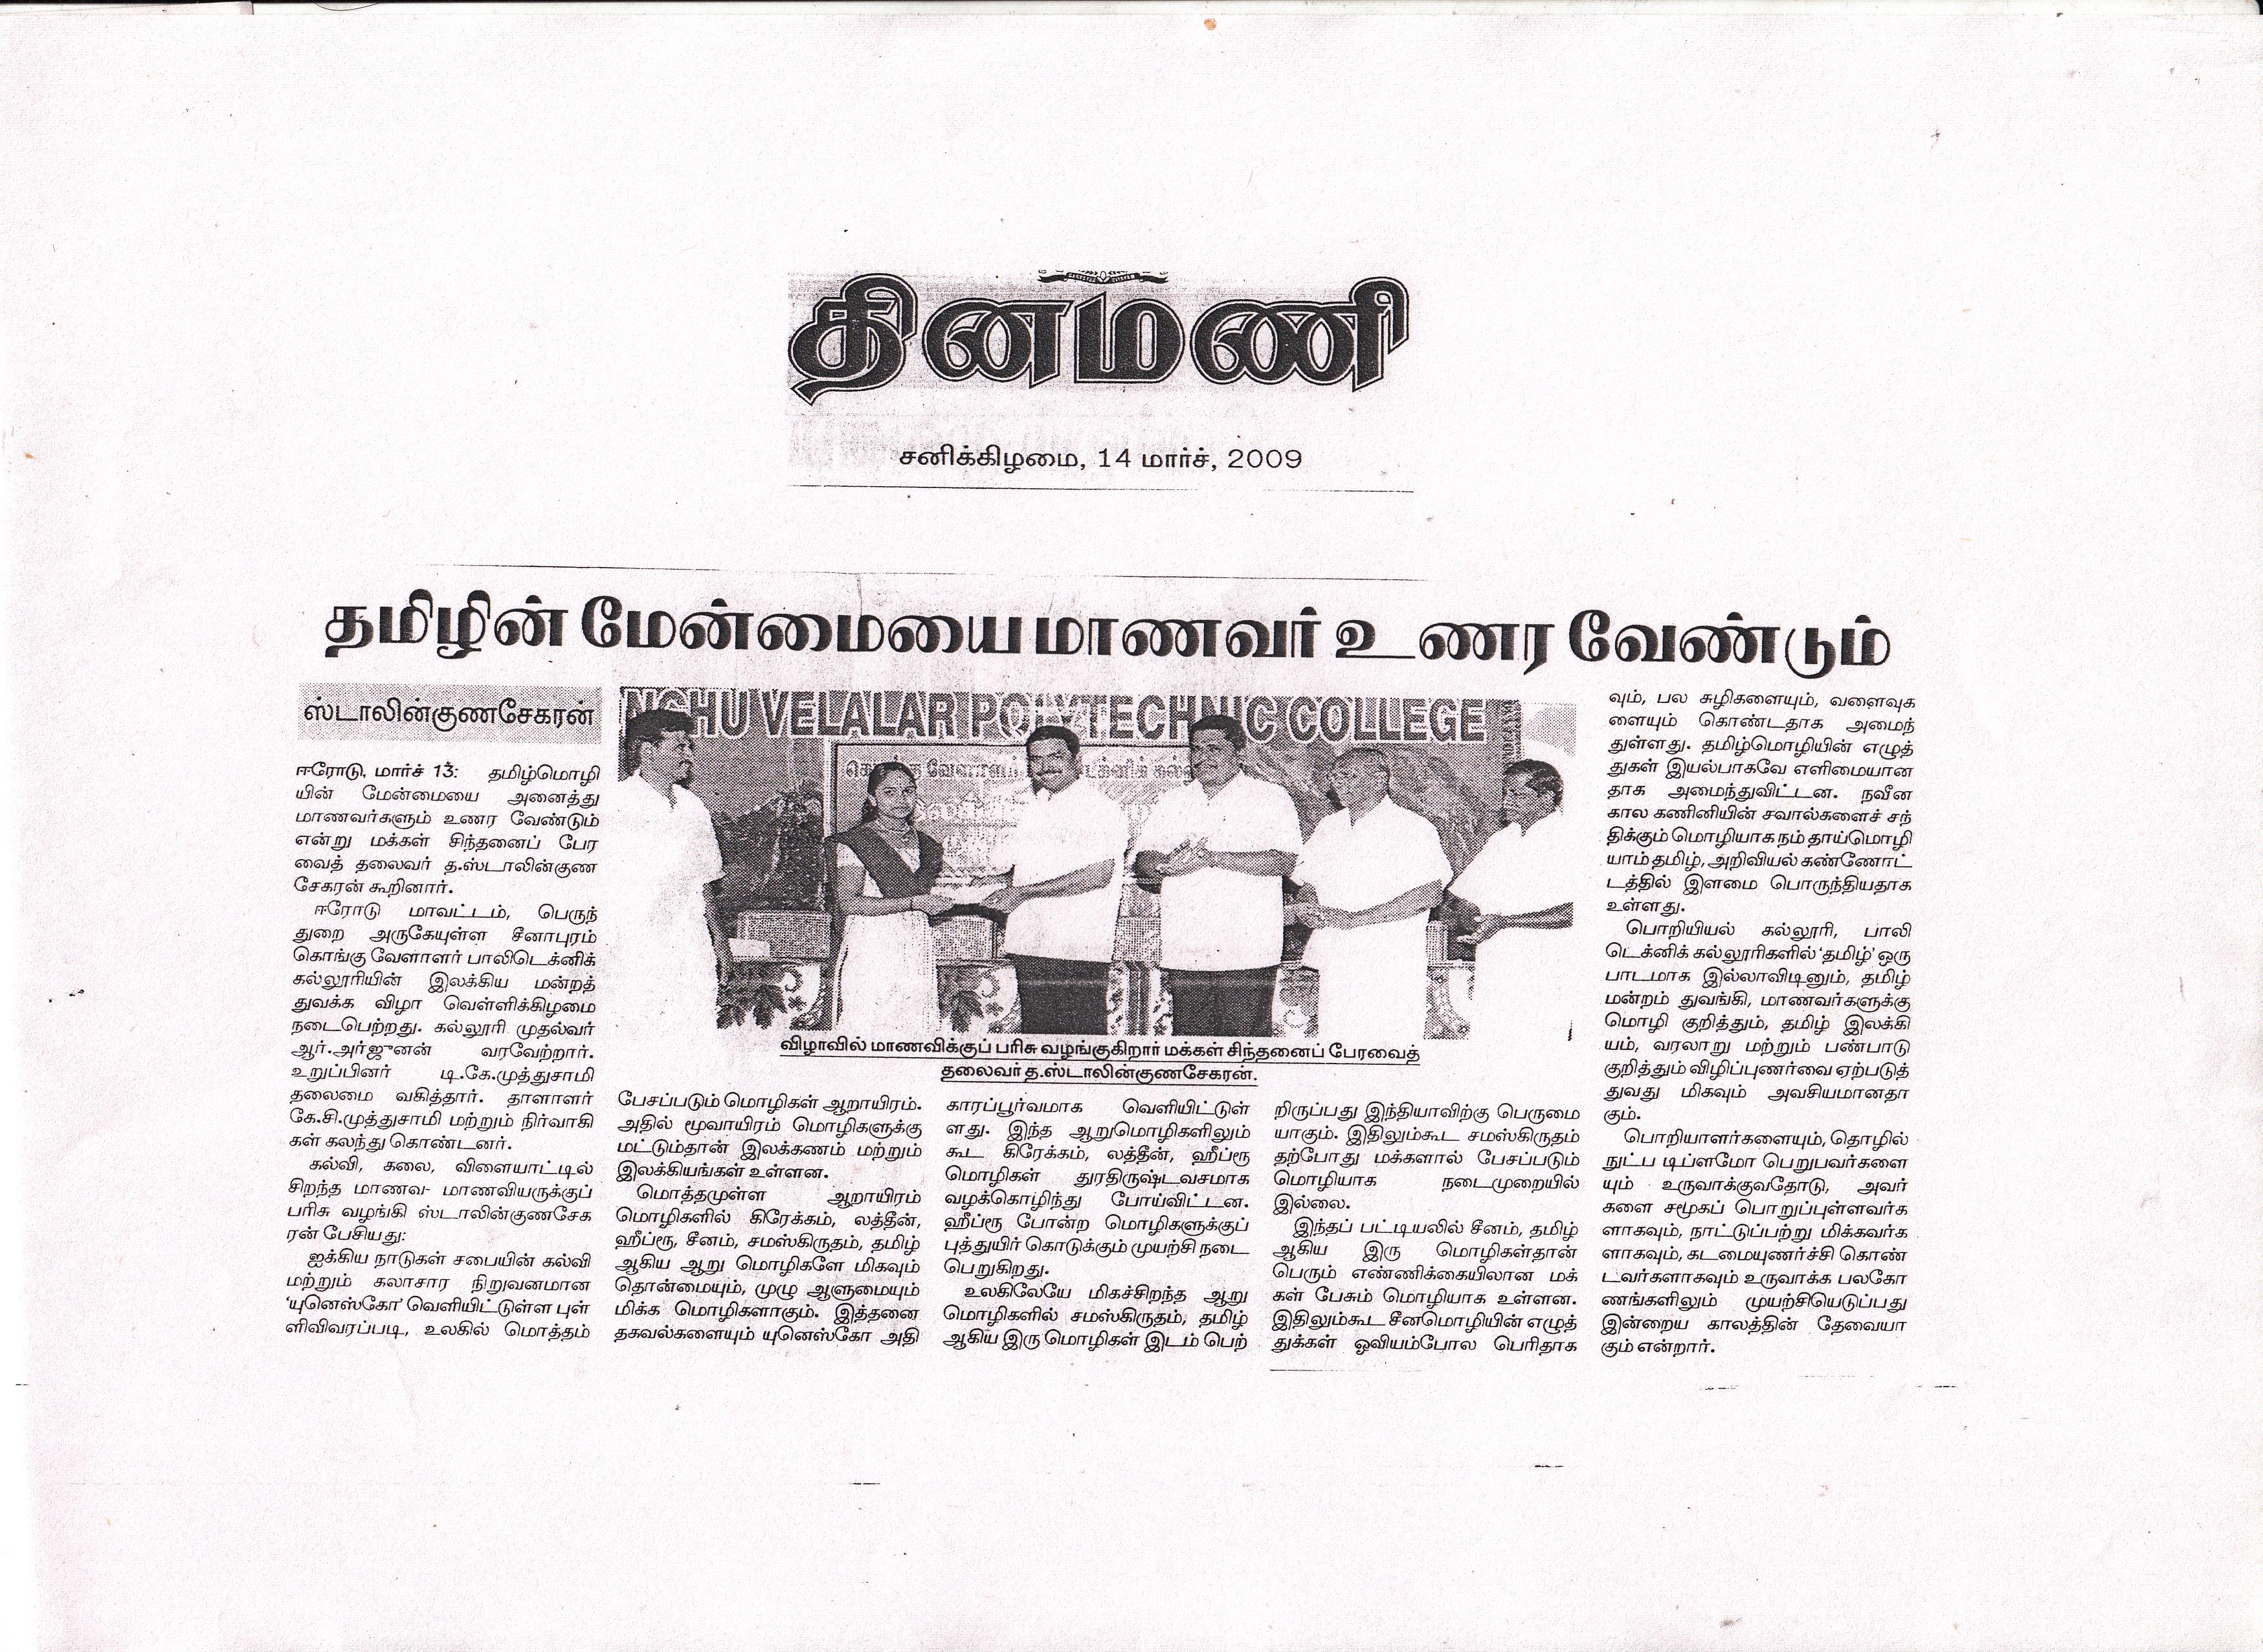 தினமணி
சனிக்கிழமை, 14 மார்ச், 2009
தமிழின் மேன்மையை மாணவர் உணர வேண்டும்
ஸ்டாலின்குணசேகரன்
ஈரோடு, மார்ச் 13: தமிழ்மொழி
யின் மேன்மையை அனைத்து
மாணவர்களும் உணர வேண்டும்
என்று மக்கள் சிந்தனைப் பேர
வைத் தலைவர் த.ஸ்டாலின்குண
சேகரன் கூறினார்.
ஈரோடு மாவட்டம், பெருந்
துறை அருகேயுள்ள சீனாபுரம்
கொங்கு வேளாளர் பாலிடெக்னிக்
கல்லூரியின் இலக்கிய மன்றத்
துவக்க விழா வெள்ளிக்கிழமை
நடைபெற்றது. கல்லூரி முதல்வர்
ஆர்.அர்ஜுனன் வரவேற்றார்.
உறுப்பினர் டி.கே.முத்துசாமி
தலைமை வகித்தார். தாளாளர்
கே.சி.முத்துசாமி மற்றும் நிர்வாகி
கள் கலந்து கொண்டனர்.
கல்வி, கலை, விளையாட்டில்
சிறந்த மாணவ- மாணவியருக்குப்
பரிசு வழங்கி ஸ்டாலின்குணசேக
ரன் பேசியது:
ஐக்கிய நாடுகள் சபையின் கல்வி
மற்றும் கலாசார நிறுவனமான
'யுனெஸ்கோ' வெளியிட்டுள்ள புள்
ளிவிவரப்படி, உலகில் மொத்தம்
NGHU VELALAR POLYTECHNIC COLLEGE
விழாவில் மாணவிக்குப் பரிசு வழங்குகிறார் மக்கள் சிந்தனைப் பேரவைத்
தலைவர் த.ஸ்டாலின்குணசேகரன்.
பேசப்படும் மொழிகள் ஆறாயிரம்.
அதில் மூவாயிரம் மொழிகளுக்கு
மட்டும்தான் இலக்கணம் மற்றும்
இலக்கியங்கள் உள்ளன.
மொத்தமுள்ள ஆறாயிரம்
மொழிகளில் கிரேக்கம், லத்தீன்,
ஹீப்ரூ, சீனம், சமஸ்கிருதம், தமிழ்
ஆகிய ஆறு மொழிகளே மிகவும்
தொன்மையும், முழு ஆளுமையும்
மிக்க மொழிகளாகும். இத்தனை
தகவல்களையும் யுனெஸ்கோ அதி
காரப்பூர்வமாக வெளியிட்டுள்
ளது. இந்த ஆறுமொழிகளிலும்
கூட கிரேக்கம், லத்தீன், ஹீப்ரூ
மொழிகள் துரதிருஷ்டவசமாக
வழக்கொழிந்து போய்விட்டன.
ஹீப்ரூ போன்ற மொழிகளுக்குப்
புத்துயிர் கொடுக்கும் முயற்சி நடை
பெறுகிறது.
உலகிலேயே மிகச்சிறந்த ஆறு
மொழிகளில் சமஸ்கிருதம், தமிழ்
ஆகிய இரு மொழிகள் இடம் பெற்
றிருப்பது இந்தியாவிற்கு பெருமை
யாகும். இதிலும்கூட சமஸ்கிருதம்
தற்போது மக்களால் பேசப்படும்
மொழியாக நடைமுறையில்
இல்லை.
இந்தப் பட்டியலில் சீனம், தமிழ்
ஆகிய இரு மொழிகள்தான்
பெரும் எண்ணிக்கையிலான மக்
கள் பேசும் மொழியாக உள்ளன.
இதிலும்கூட சீனமொழியின் எழுத்
துக்கள் ஓவியம்போல பெரிதாக
வும், பல சுழிகளையும், வளைவுக
ளையும் கொண்டதாக அமைந்
துள்ளது. தமிழ்மொழியின் எழுத்
துகள் இயல்பாகவே எளிமையான
தாக அமைந்துவிட்டன. நவீன
கால கணினியின் சவால்களைச் சந்
திக்கும் மொழியாக நம் தாய்மொழி
யாம் தமிழ், அறிவியல் கண்ணோட்
டத்தில் இளமை பொருந்தியதாக
உள்ளது.
பொறியியல் கல்லூரி, பாலி
டெக்னிக் கல்லூரிகளில் 'தமிழ்' ஒரு
பாடமாக இல்லாவிடினும், தமிழ்
மன்றம் துவங்கி, மாணவர்களுக்கு
மொழி குறித்தும், தமிழ் இலக்கி
யம், வரலாறு மற்றும் பண்பாடு
குறித்தும் விழிப்புணர்வை ஏற்படுத்
துவது மிகவும் அவசியமானதா
கும்.
பொறியாளர்களையும், தொழில்
நுட்ப டிப்ளமோ பெறுபவர்களை
யும் உருவாக்குவதோடு, அவர்
களை சமூகப் பொறுப்புள்ளவர்க
ளாகவும், நாட்டுப்பற்று மிக்கவர்க
ளாகவும், கடமையுணர்ச்சி கொண்
டவர்களாகவும் உருவாக்க பலகோ
ணங்களிலும் முயற்சியெடுப்பது
இன்றைய காலத்தின் தேவையா
கும் என்றார்.